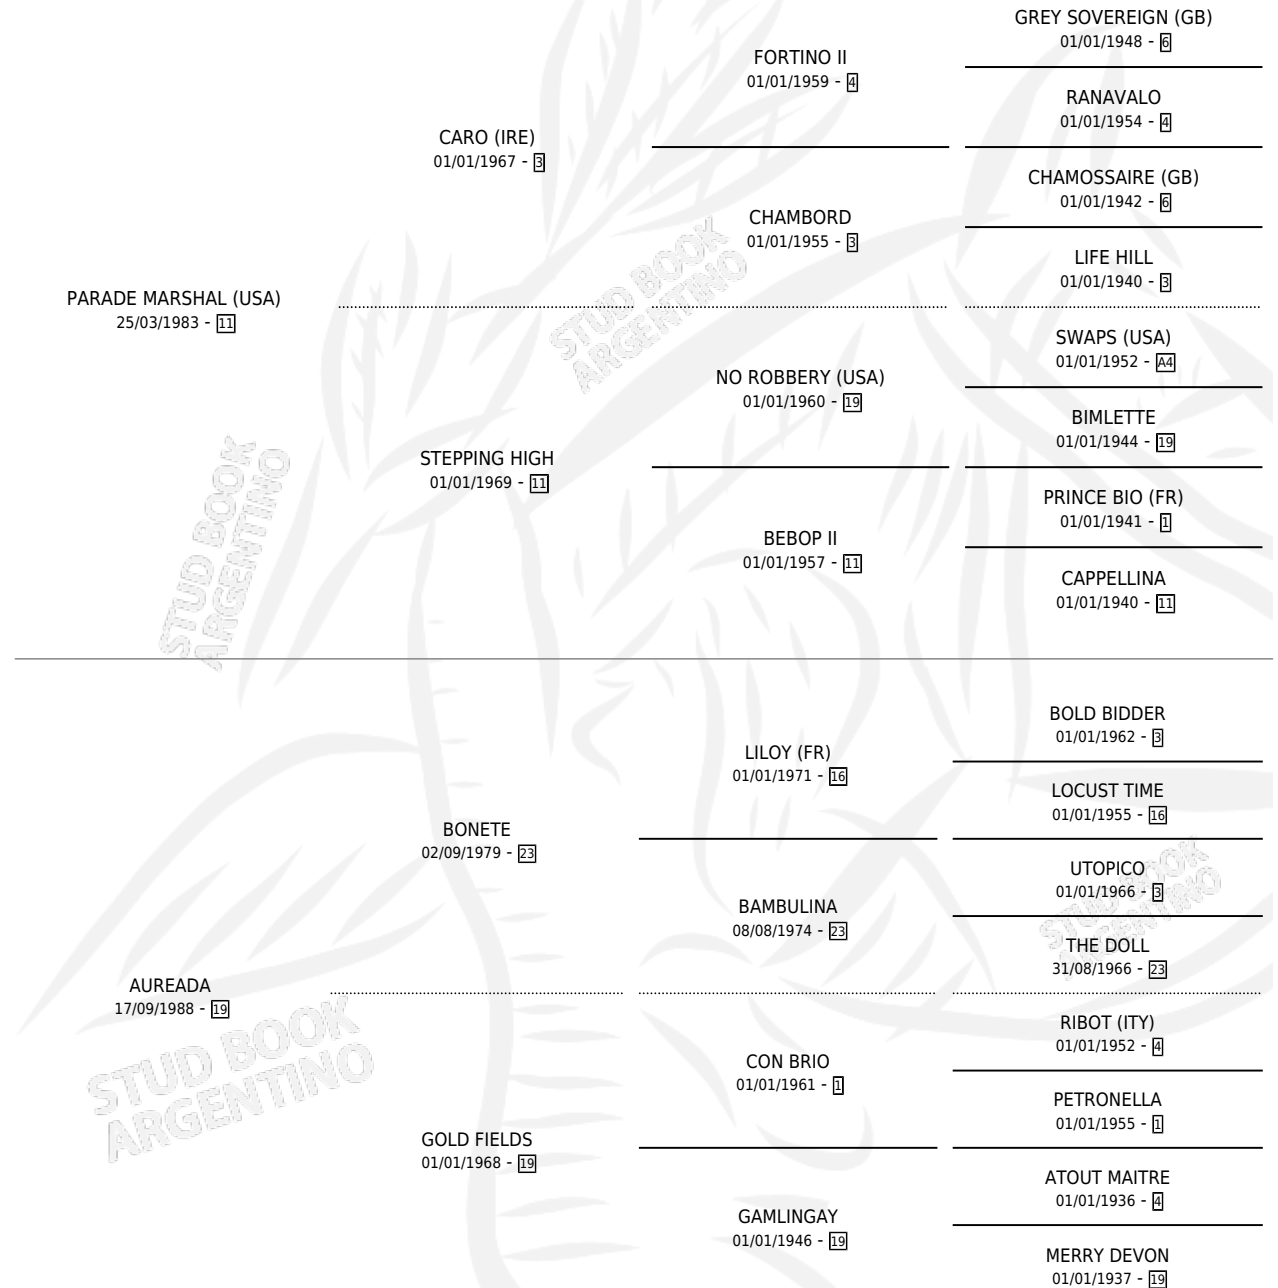 GREY SOVEREIGN (GB)
01/01/1948 - 6
FORTINO II
01/01/1959 - 4
RANAVALO
01/01/1954 - 4
CARO (IRE)
01/01/1967 - 3
CHAMOSSAIRE (GB)
01/01/1942 - 6
CHAMBORD
01/01/1955 - 3
LIFE HILL
01/01/1940 - 3
PARADE MARSHAL (USA)
25/03/1983 - 11
SWAPS (USA)
01/01/1952 - A4
NO ROBBERY (USA)
01/01/1960 - 19
BIMLETTE
01/01/1944 - 19
STEPPING HIGH
01/01/1969 - 11
PRINCE BIO (FR)
01/01/1941 - 1
BEBOP II
01/01/1957 - 11
CAPPELLINA
01/01/1940 - 11
BOLD BIDDER
01/01/1962 - 3
LILOY (FR)
01/01/1971 - 16
LOCUST TIME
01/01/1955 - 16
BONETE
02/09/1979 - 23
UTOPICO
01/01/1966 - 3
BAMBULINA
08/08/1974 - 23
THE DOLL
31/08/1966 - 23
AUREADA
17/09/1988 - 19
RIBOT (ITY)
01/01/1952 - 4
CON BRIO
01/01/1961 - 1
PETRONELLA
01/01/1955 - 1
GOLD FIELDS
01/01/1968 - 19
ATOUT MAITRE
01/01/1936 - 4
GAMLINGAY
01/01/1946 - 19
MERRY DEVON
01/01/1937 - 19
STUD BOOK
ARGENTINO
STUD BOOK
ARGENTINO
STUD BOOK
ARGENTINO
STUD BOOK
ARGENTINO